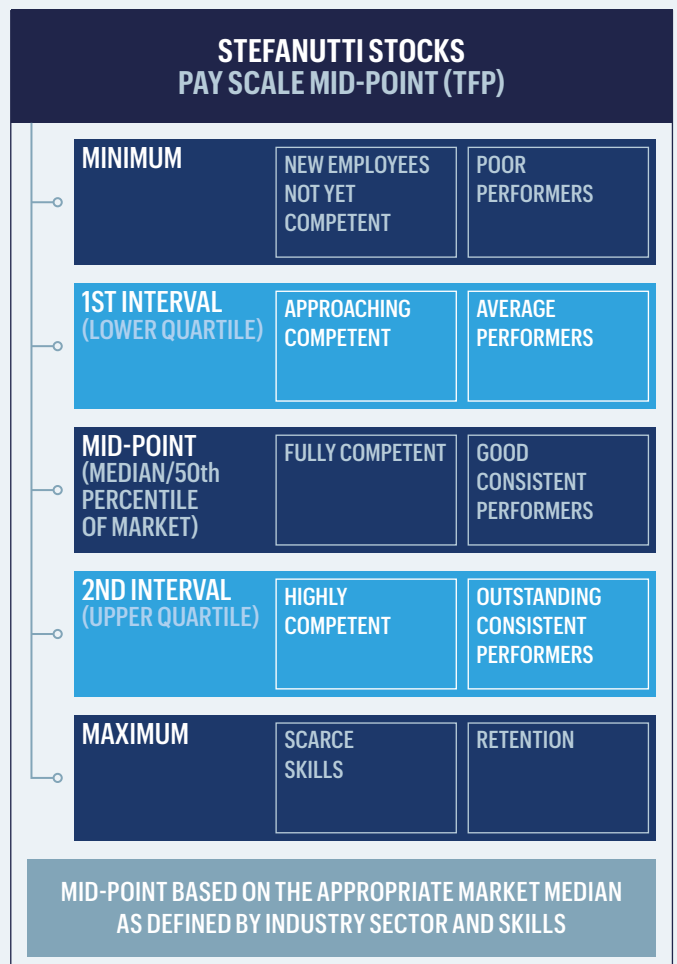 STEFANUTTI STOCKS
PAY SCALE MID-POINT (TFP)
MINIMUM
NEW EMPLOYEES
NOT YET
COMPETENT
POOR
PERFORMERS
1ST INTERVAL
(LOWER QUARTILE)
APPROACHING
COMPETENT
AVERAGE
PERFORMERS
MID-POINT
(MEDIAN/50th
PERCENTILE
OF MARKET)
FULLY COMPETENT
GOOD
CONSISTENT
PERFORMERS
2ND INTERVAL
(UPPER QUARTILE)
HIGHLY
COMPETENT
OUTSTANDING
CONSISTENT
PERFORMERS
MAXIMUM
SCARCE
SKILLS
RETENTION
MID-POINT BASED ON THE APPROPRIATE MARKET MEDIAN
AS DEFINED BY INDUSTRY SECTOR AND SKILLS